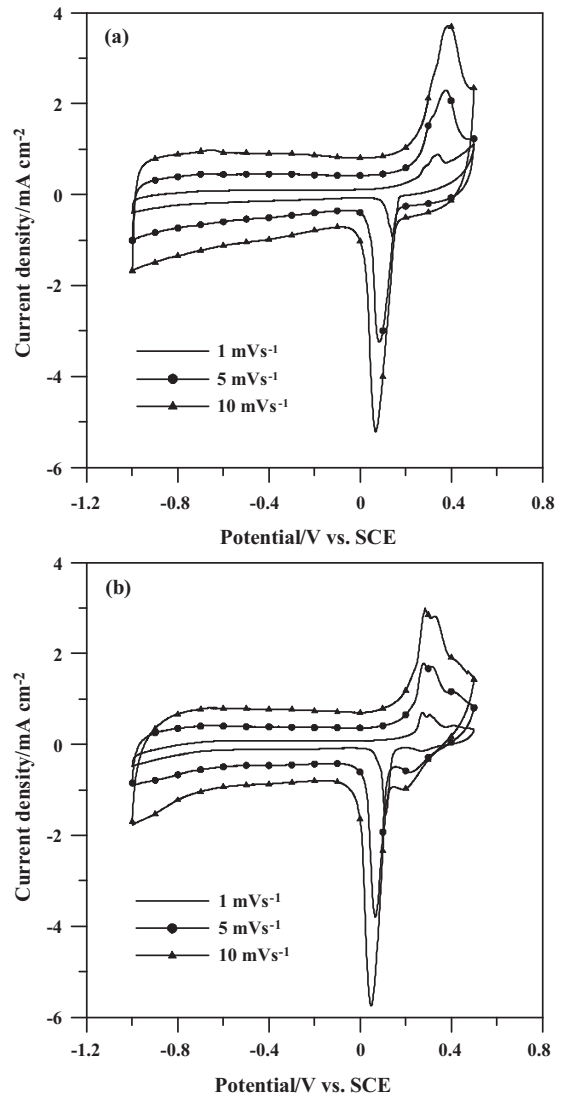 (a)
4
2
0
-2
-4
-6
Current density/mA cm⁻²
1 mVs⁻¹
5 mVs⁻¹
10 mVs⁻¹
-1.2 -0.8 -0.4 0 0.4 0.8
Potential/V vs. SCE
(b)
4
2
0
-2
-4
-6
Current density/mA cm⁻²
1 mVs⁻¹
5 mVs⁻¹
10 mVs⁻¹
-1.2 -0.8 -0.4 0 0.4 0.8
Potential/V vs. SCE